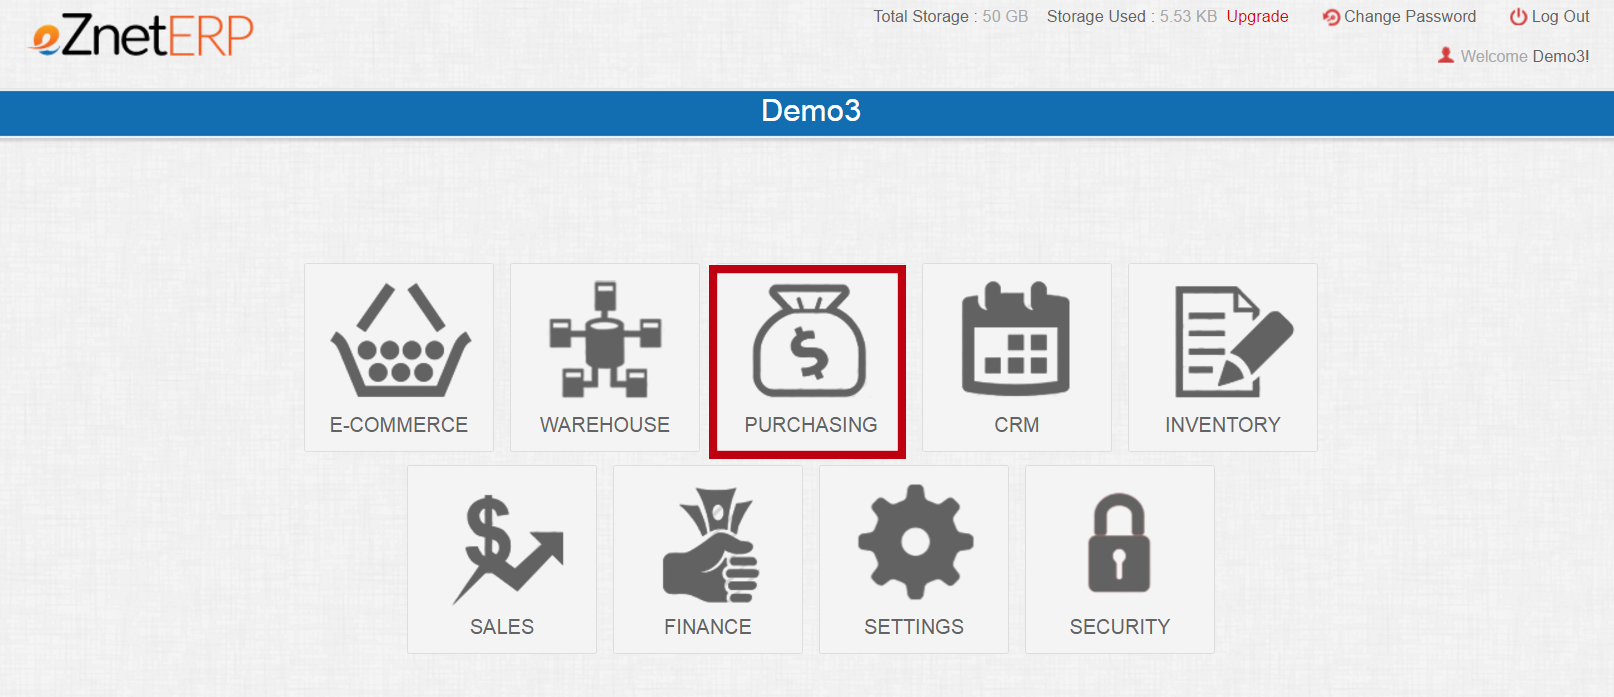 eZnetERP
Total Storage : 50 GB Storage Used : 5.53 KB Upgrade Change Password Log Out
Welcome Demo3!
Demo3
E-COMMERCE WAREHOUSE PURCHASING CRM INVENTORY
SALES FINANCE SETTINGS SECURITY